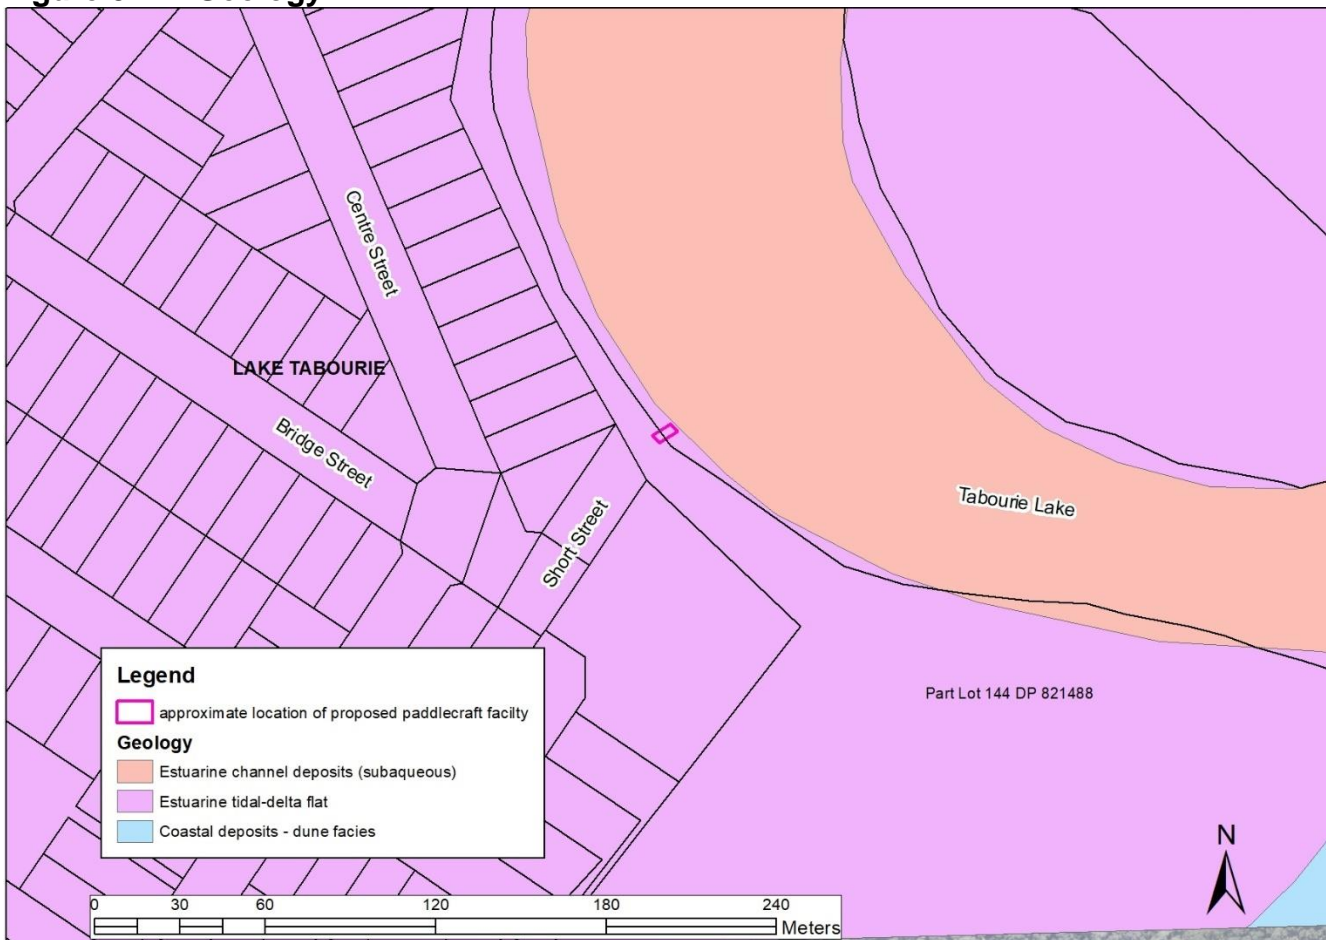 Geology
Centre Street
LAKE TABOURIE
Bridge Street
Short Street
Tabourie Lake
Part Lot 144 DP 821488
Legend
approximate location of proposed paddlecraft facilty
Geology
Estuarine channel deposits (subaqueous)
Estuarine tidal-delta flat
Coastal deposits - dune facies
N
0 30 60 120 180 240
Meters